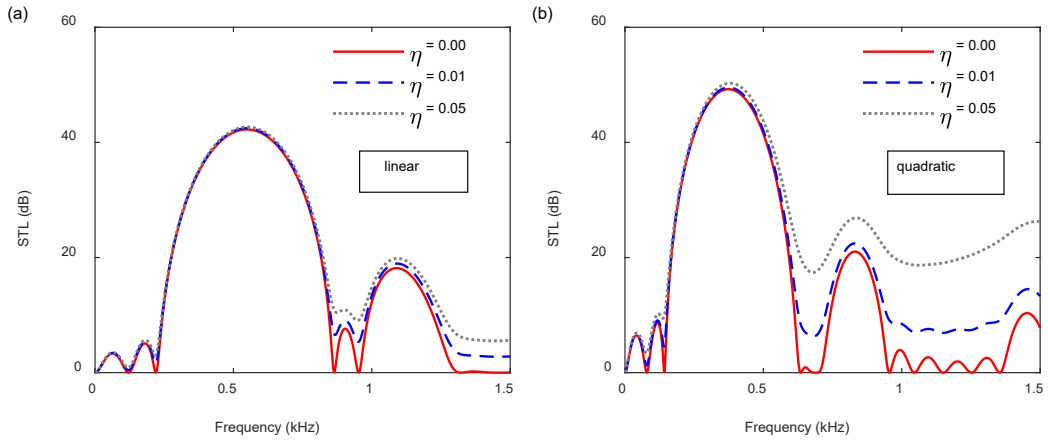 (a)
60
40
20
0
STL (dB)
η = 0.00
η = 0.01
η = 0.05
linear
0
0.5
1
1.5
Frequency (kHz)
(b)
60
40
20
0
STL (dB)
η = 0.00
η = 0.01
η = 0.05
quadratic
0
0.5
1
1.5
Frequency (kHz)